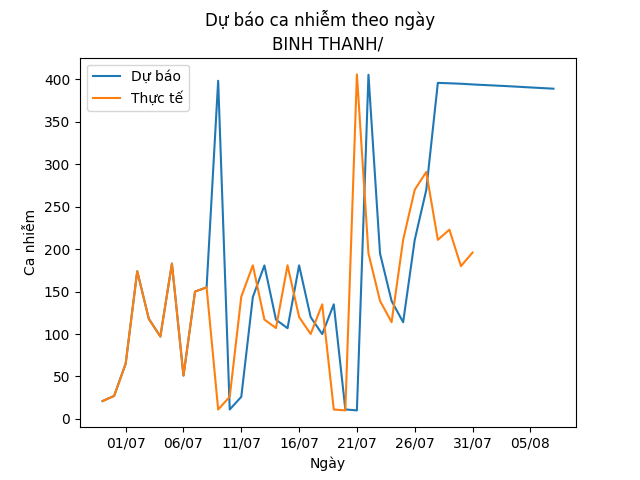 Dự báo ca nhiễm theo ngày
BINH THANH/
Dự báo
Thực tế
Ca nhiễm
400
350
300
250
200
150
100
50
0
01/07 06/07 11/07 16/07 21/07 26/07 31/07 05/08
Ngày